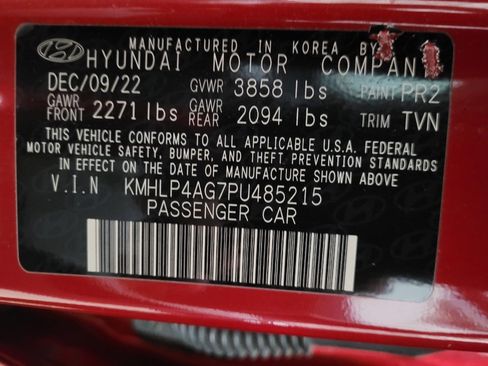 MANUFACTURED IN KOREA BY
HYUNDAI MOTOR COMPANY
DEC/09/22 GVWR 3858 lbs PAINT PR2
GAWR FRONT 2271 lbs GAWR REAR 2094 lbs TRIM TVN
THIS VEHICLE CONFORMS TO ALL APPLICABLE U.S.A. FEDERAL
MOTOR VEHICLE SAFETY, BUMPER, AND THEFT PREVENTION STANDARDS
IN EFFECT ON THE DATE OF MANUFACTURE SHOWN ABOVE.
V.I.N KMHLP4AG7PU485215
PASSENGER CAR